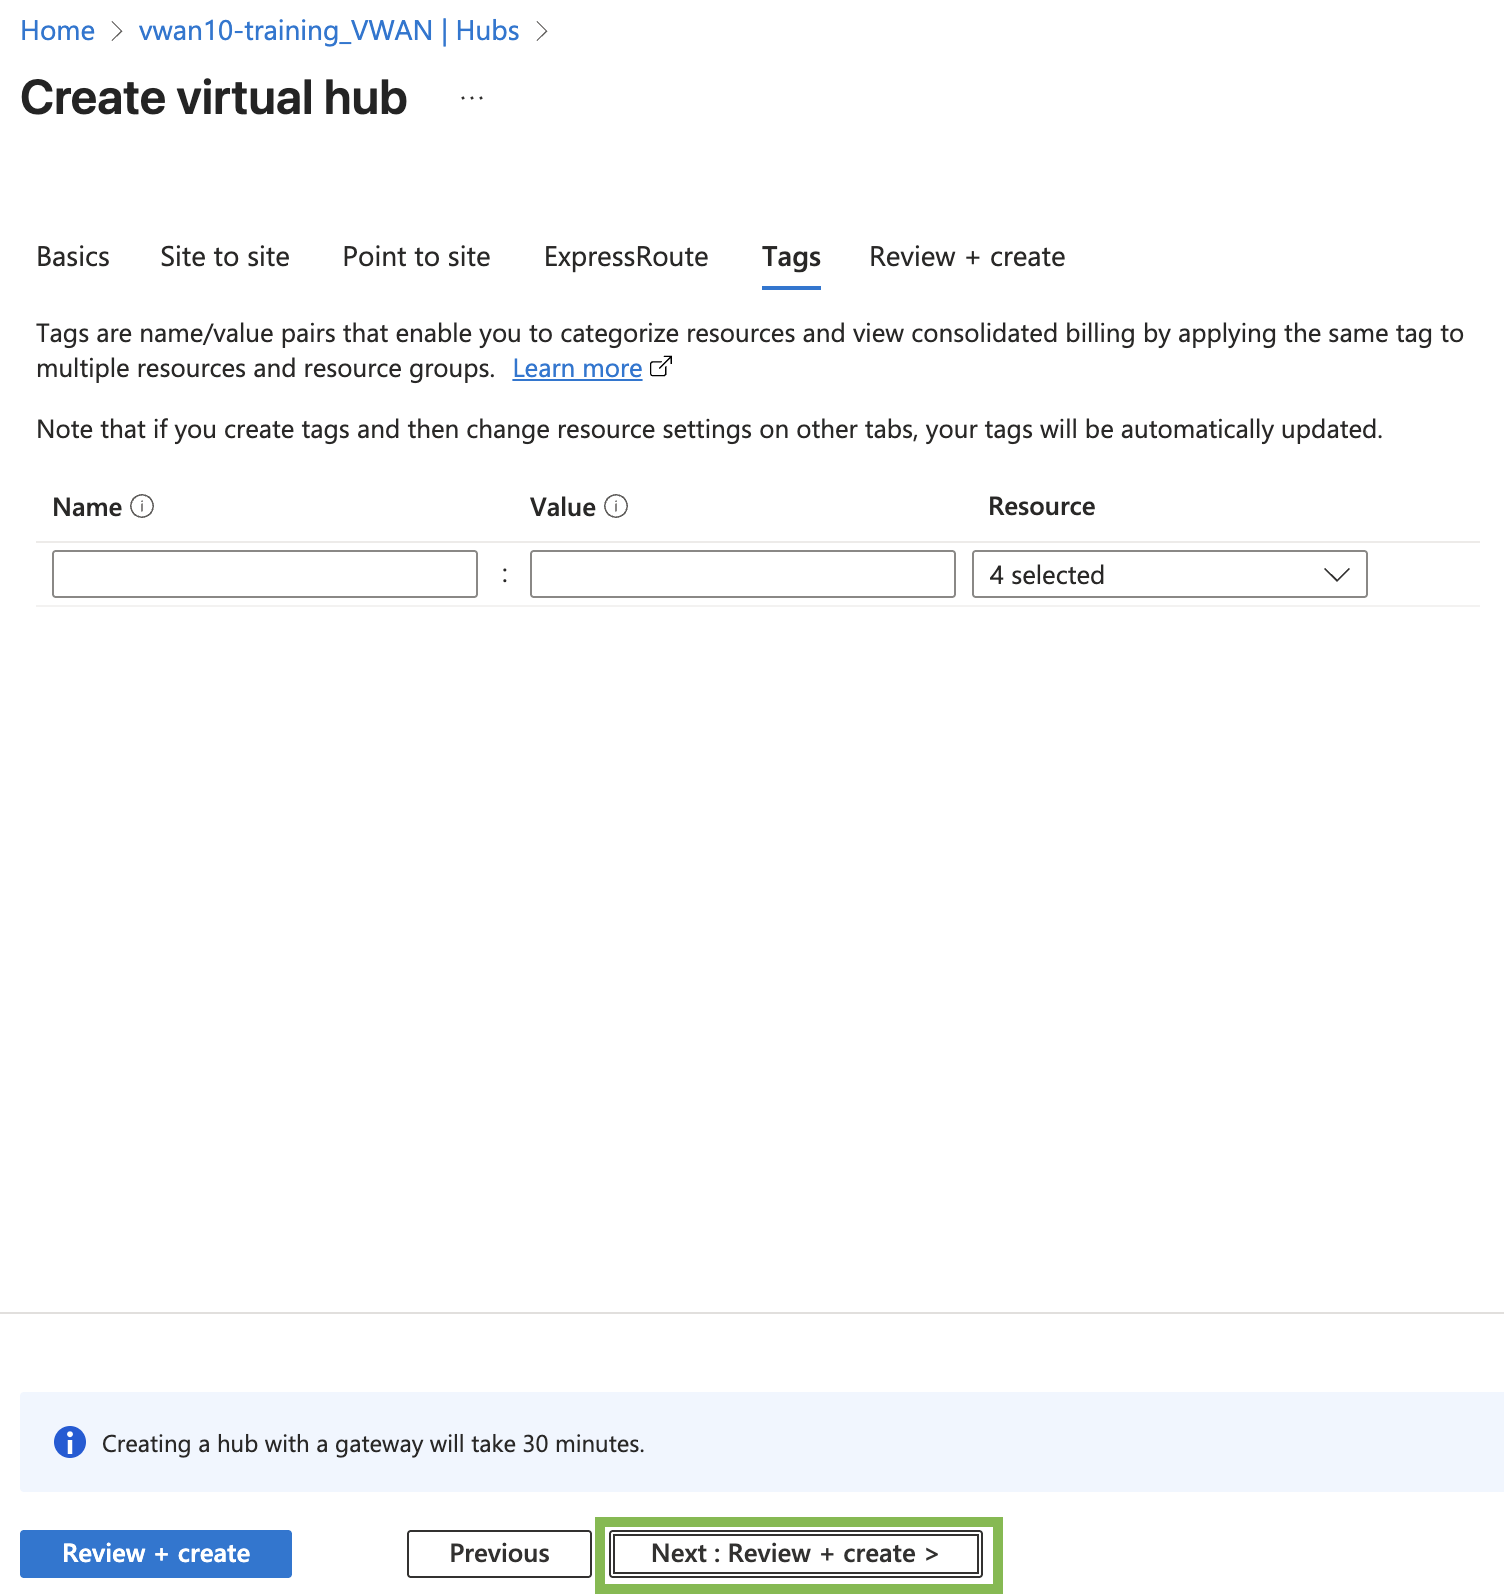 Home > vwan10-training_VWAN | Hubs >
Create virtual hub ...
Basics Site to site Point to site ExpressRoute Tags Review + create
Tags are name/value pairs that enable you to categorize resources and view consolidated billing by applying the same tag to
multiple resources and resource groups. Learn more
Note that if you create tags and then change resource settings on other tabs, your tags will be automatically updated.
Name Value Resource
: 4 selected
Creating a hub with a gateway will take 30 minutes.
Review + create Previous Next : Review + create >